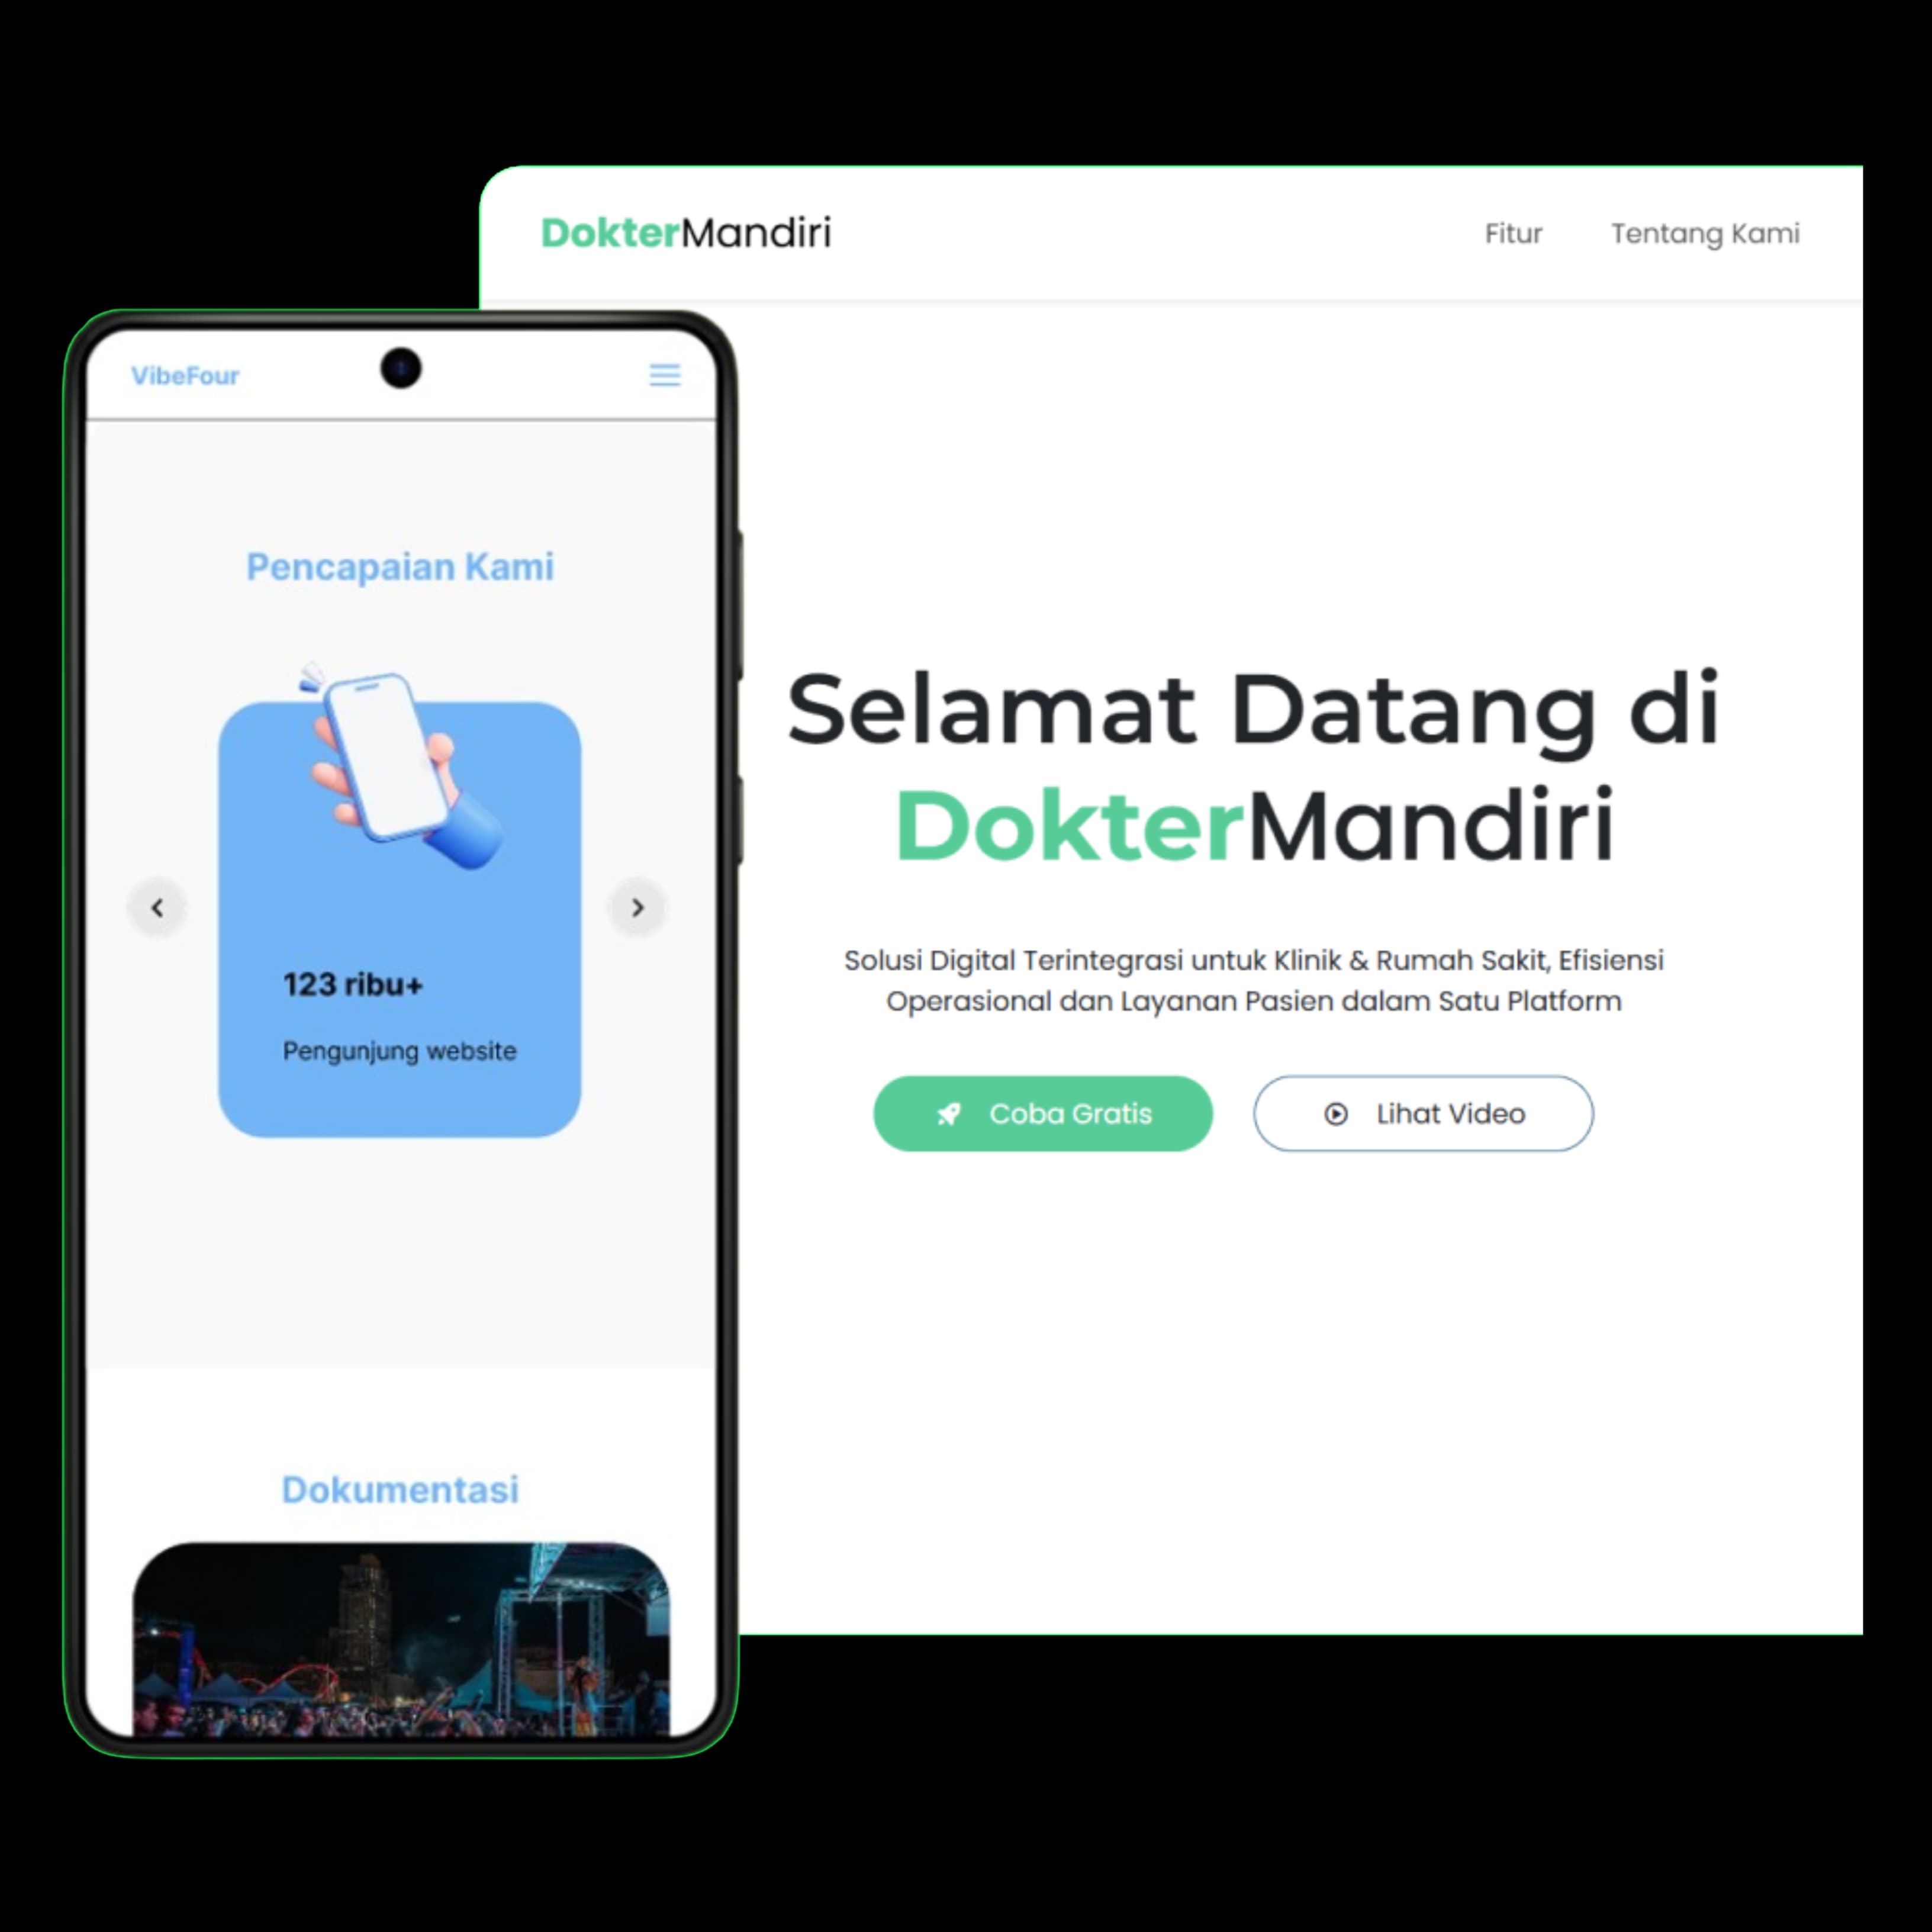 DokterMandiri
Fitur
Tentang Kami
Selamat Datang di
DokterMandiri
Solusi Digital Terintegrasi untuk Klinik & Rumah Sakit, Efisiensi
Operasional dan Layanan Pasien dalam Satu Platform
Coba Gratis
Lihat Video
VibeFour
Pencapaian Kami
123 ribu+
Pengunjung website
Dokumentasi